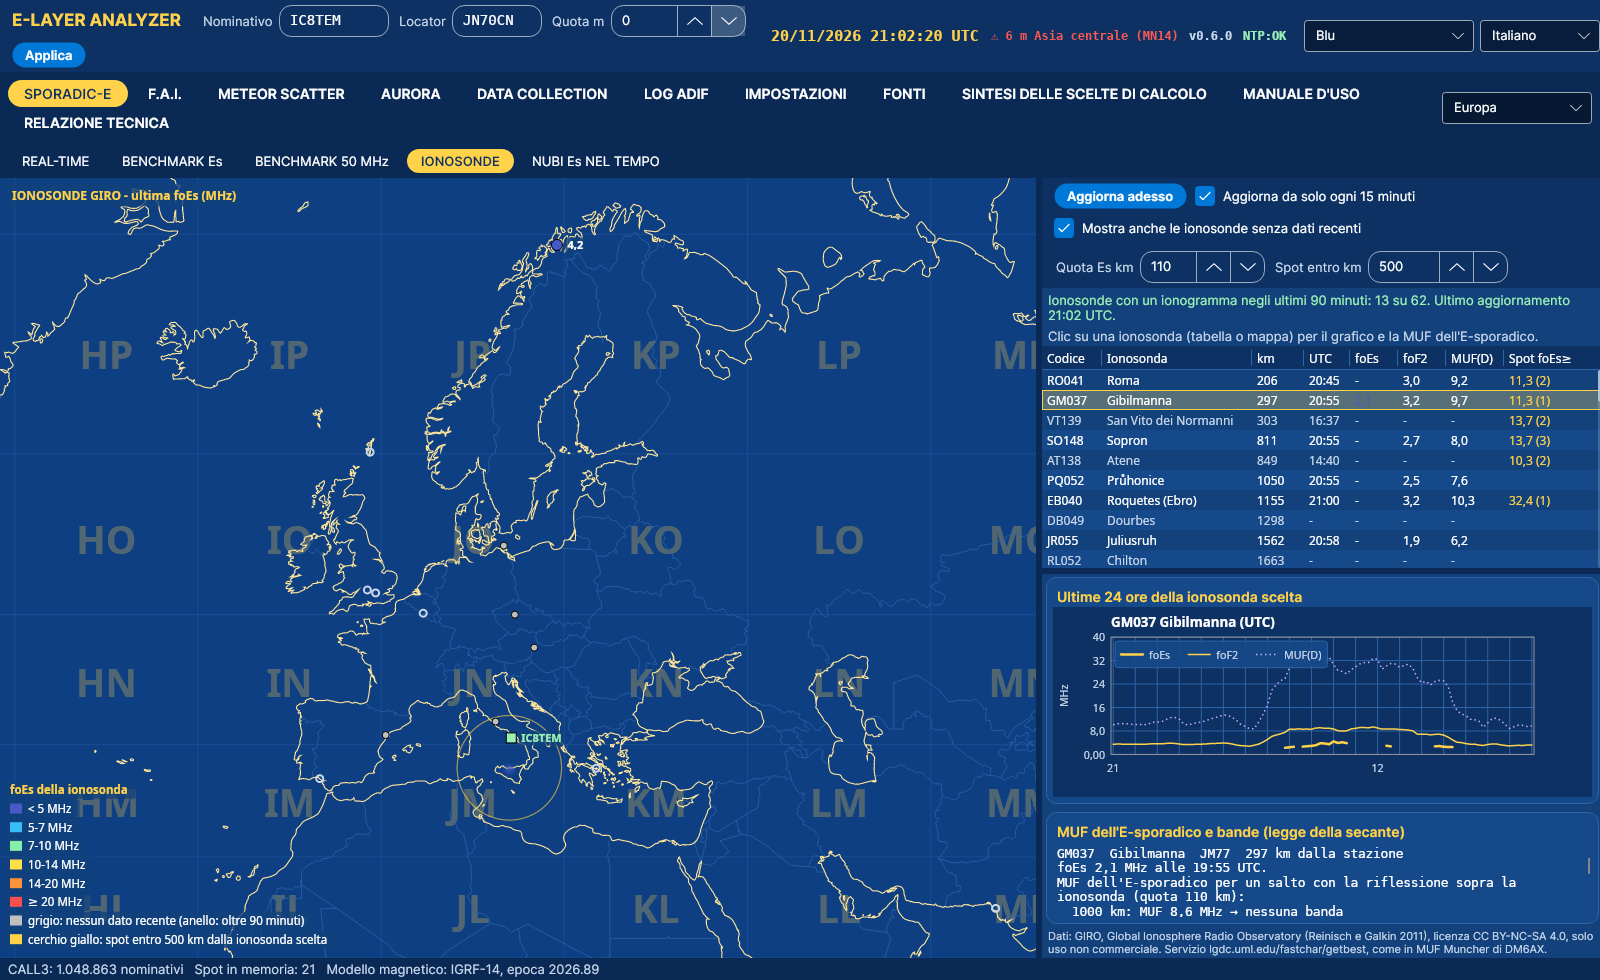 E-LAYER ANALYZER Nominativo IC8TEM Locator JN70CN Quota m 0
20/11/2026 21:02:20 UTC ⚠ 6 m Asia centrale (MN14) v0.6.0 NTP:OK Blu Italiano
Applica
SPORADIC-E F.A.I. METEOR SCATTER AURORA DATA COLLECTION LOG ADIF IMPOSTAZIONI FONTI SINTESI DELLE SCELTE DI CALCOLO MANUALE D'USO
RELAZIONE TECNICA
Europa
REAL-TIME BENCHMARK Es BENCHMARK 50 MHz IONOSONDE NUBI Es NEL TEMPO
IONOSONDE GIRO - ultima foEs (MHz)
4,2
HP IP JP KP LP
HO IO KO LO
HN IN JN KN LN
IC8TEM
HM IM JM KM LM
JL KL
foEs della ionosonda
< 5 MHz
5-7 MHz
7-10 MHz
10-14 MHz
14-20 MHz
≥ 20 MHz
grigio: nessun dato recente (anello: oltre 90 minuti)
cerchio giallo: spot entro 500 km dalla ionosonda scelta
Aggiorna adesso Aggiorna da solo ogni 15 minuti
Mostra anche le ionosonde senza dati recenti
Quota Es km 110 Spot entro km 500
Ionosonde con un ionogramma negli ultimi 90 minuti: 13 su 62. Ultimo aggiornamento
21:02 UTC.
Clic su una ionosonda (tabella o mappa) per il grafico e la MUF dell'E-sporadico.
Codice Ionosonda km UTC foEs foF2 MUF(D) Spot foEs≥
RO041 Roma 206 20:45 - 3,0 9,2 11,3 (2)
GM037 Gibilmanna 297 20:55 2,1 3,2 9,7 11,3 (1)
VT139 San Vito dei Normanni 303 16:37 - - - 13,7 (2)
SO148 Sopron 811 20:55 - 2,7 8,0 13,7 (3)
AT138 Atene 849 14:40 - - - 10,3 (2)
PQ052 Průhonice 1050 20:55 - 2,5 7,6
EB040 Roquetes (Ebro) 1155 21:00 - 3,2 10,3 32,4 (1)
DB049 Dourbes 1298 - - - -
JR055 Juliusruh 1562 20:58 - 1,9 6,2
RL052 Chilton 1663 - - - -
Ultime 24 ore della ionosonda scelta
GM037 Gibilmanna (UTC)
foEs foF2 MUF(D)
40
32
24
16
8,0
0,00
MHz
21 12
MUF dell'E-sporadico e bande (legge della secante)
GM037 Gibilmanna JM77 297 km dalla stazione
foEs 2,1 MHz alle 19:55 UTC.
MUF dell'E-sporadico per un salto con la riflessione sopra la
ionosonda (quota 110 km):
1000 km: MUF 8,6 MHz → nessuna banda
Dati: GIRO, Global Ionosphere Radio Observatory (Reinisch e Galkin 2011), licenza CC BY-NC-SA 4.0, solo
uso non commerciale. Servizio lgdc.uml.edu/fastchar/getbest, come in MUF Muncher di DM6AX.
CALL3: 1.048.863 nominativi Spot in memoria: 21 Modello magnetico: IGRF-14, epoca 2026.89